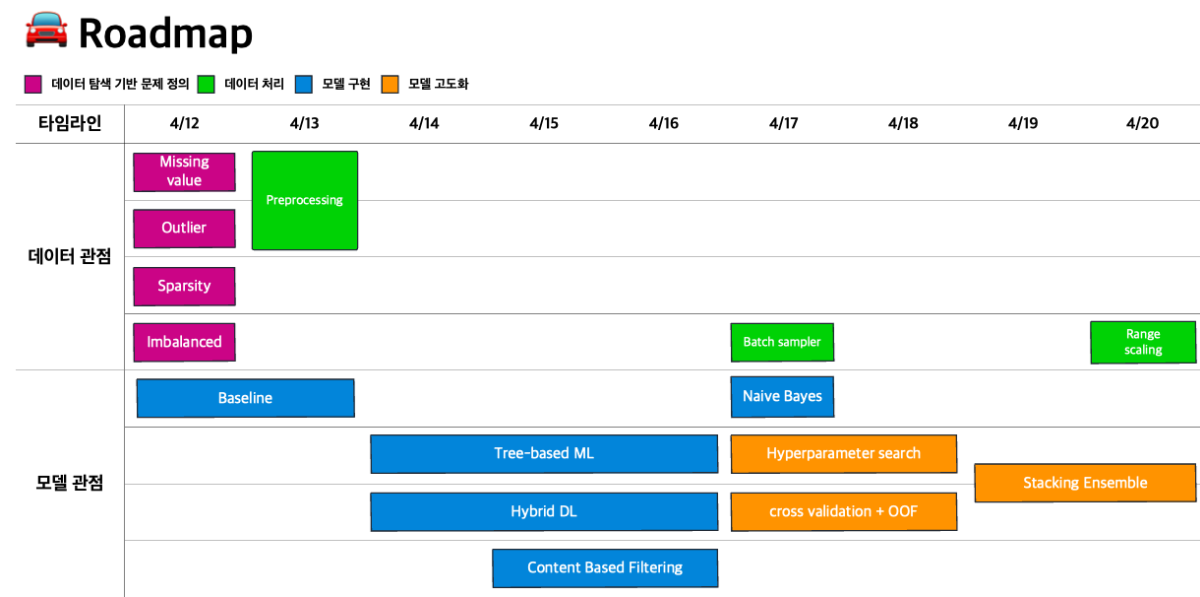 Roadmap
데이터 탐색 기반 문제 정의 데이터 처리 모델 구현 모델 고도화
타임라인 4/12 4/13 4/14 4/15 4/16 4/17 4/18 4/19 4/20
데이터 관점
Missing
value
Preprocessing
Outlier
Sparsity
Imbalanced
Batch sampler
Range
scaling
모델 관점
Baseline
Naive Bayes
Tree-based ML
Hyperparameter search
Stacking Ensemble
Hybrid DL
cross validation + OOF
Content Based Filtering